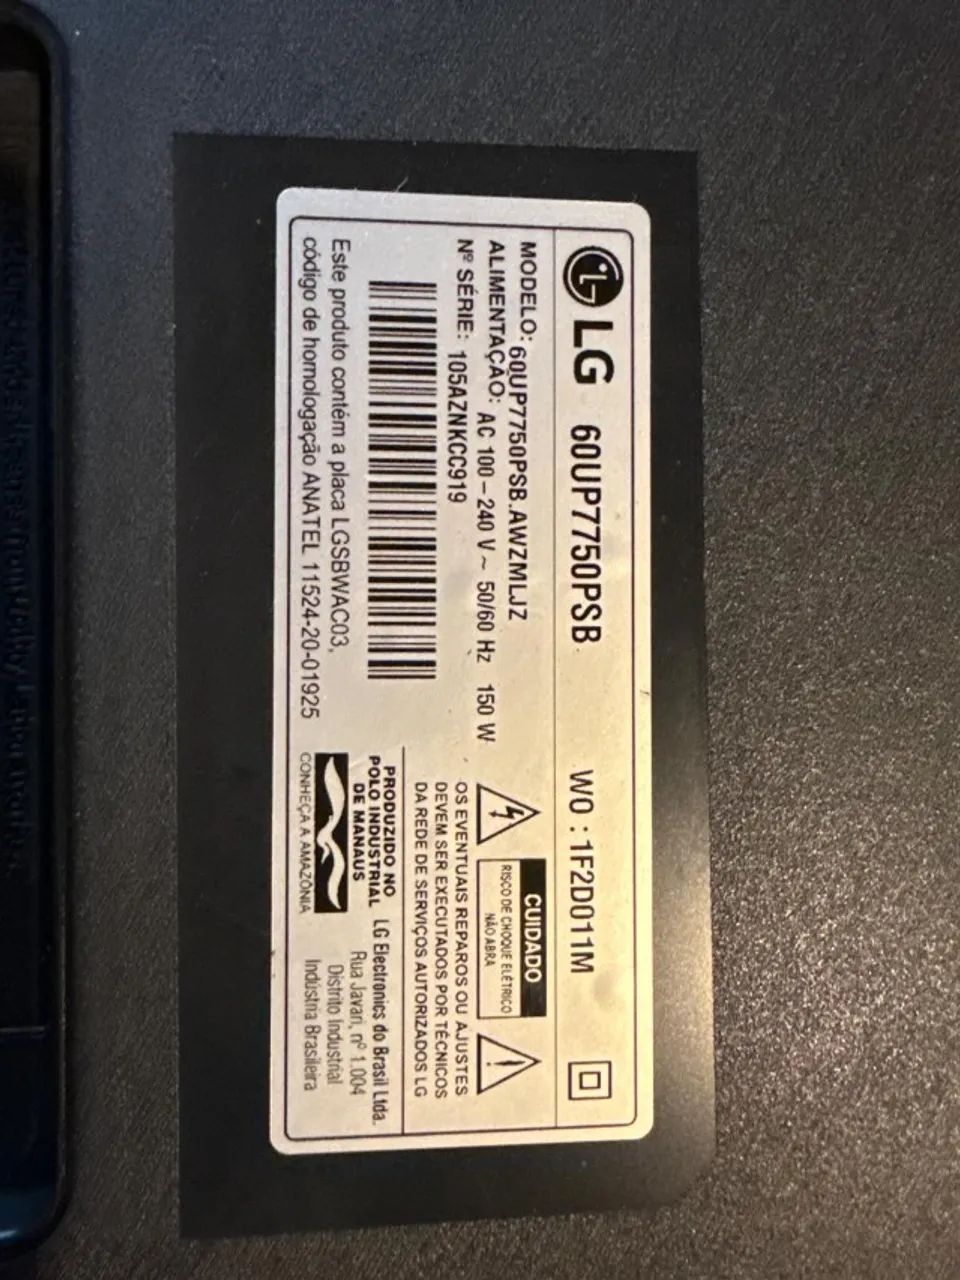 LG 60UP7750PSB WO : 1F2D011M
MODELO: 60UP7750PSB.AWZMLJZ
ALIMENTAÇÃO: AC 100 – 240 V ~ 50/60 Hz 150 W
Nº SÉRIE: 105AZNKCC919
Este produto contém a placa LGSBWAC03,
código de homologação ANATEL 11524-20-01925
CUIDADO
RISCO DE CHOQUE ELÉTRICO
NÃO ABRA
OS EVENTUAIS REPAROS OU AJUSTES
DEVEM SER EXECUTADOS POR TÉCNICOS
DA REDE DE SERVIÇOS AUTORIZADOS LG
PRODUZIDO NO
POLO INDUSTRIAL
DE MANAUS
CONHEÇA A AMAZÔNIA
LG Electronics do Brasil Ltda.
Rua Javari, nº 1.004
Distrito Industrial
Indústria Brasileira